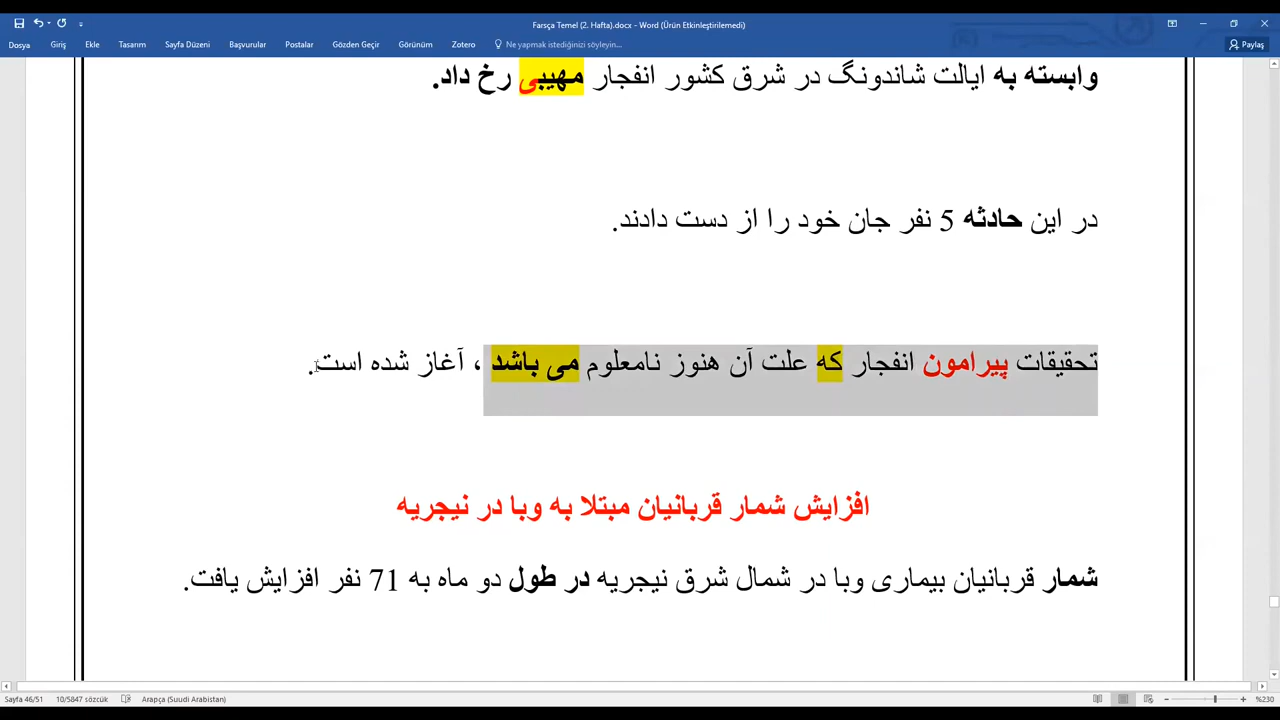 Farsça Temel (2. Hafta).docx - Word (Ürün Etkinleştirilemedi)
Dosya Giriş Ekle Tasarım Sayfa Düzeni Başvurular Postalar Gözden Geçir Görünüm Zotero Ne yapmak istediğinizi söyleyin... Paylaş
وابسته به ایالت شاندونگ در شرق کشور انفجار مهیبی رخ داد.
در این حادثه 5 نفر جان خود را از دست دادند.
تحقیقات پیرامون انفجار که علت آن هنوز نامعلوم می باشد ، آغاز شده است.
افزایش شمار قربانیان مبتلا به وبا در نیجریه
شمار قربانیان بیماری وبا در شمال شرق نیجریه در طول دو ماه به 71 نفر افزایش یافت.
Sayfa 46/51 10/5847 sözcük Arapça (Suudi Arabistan) %230